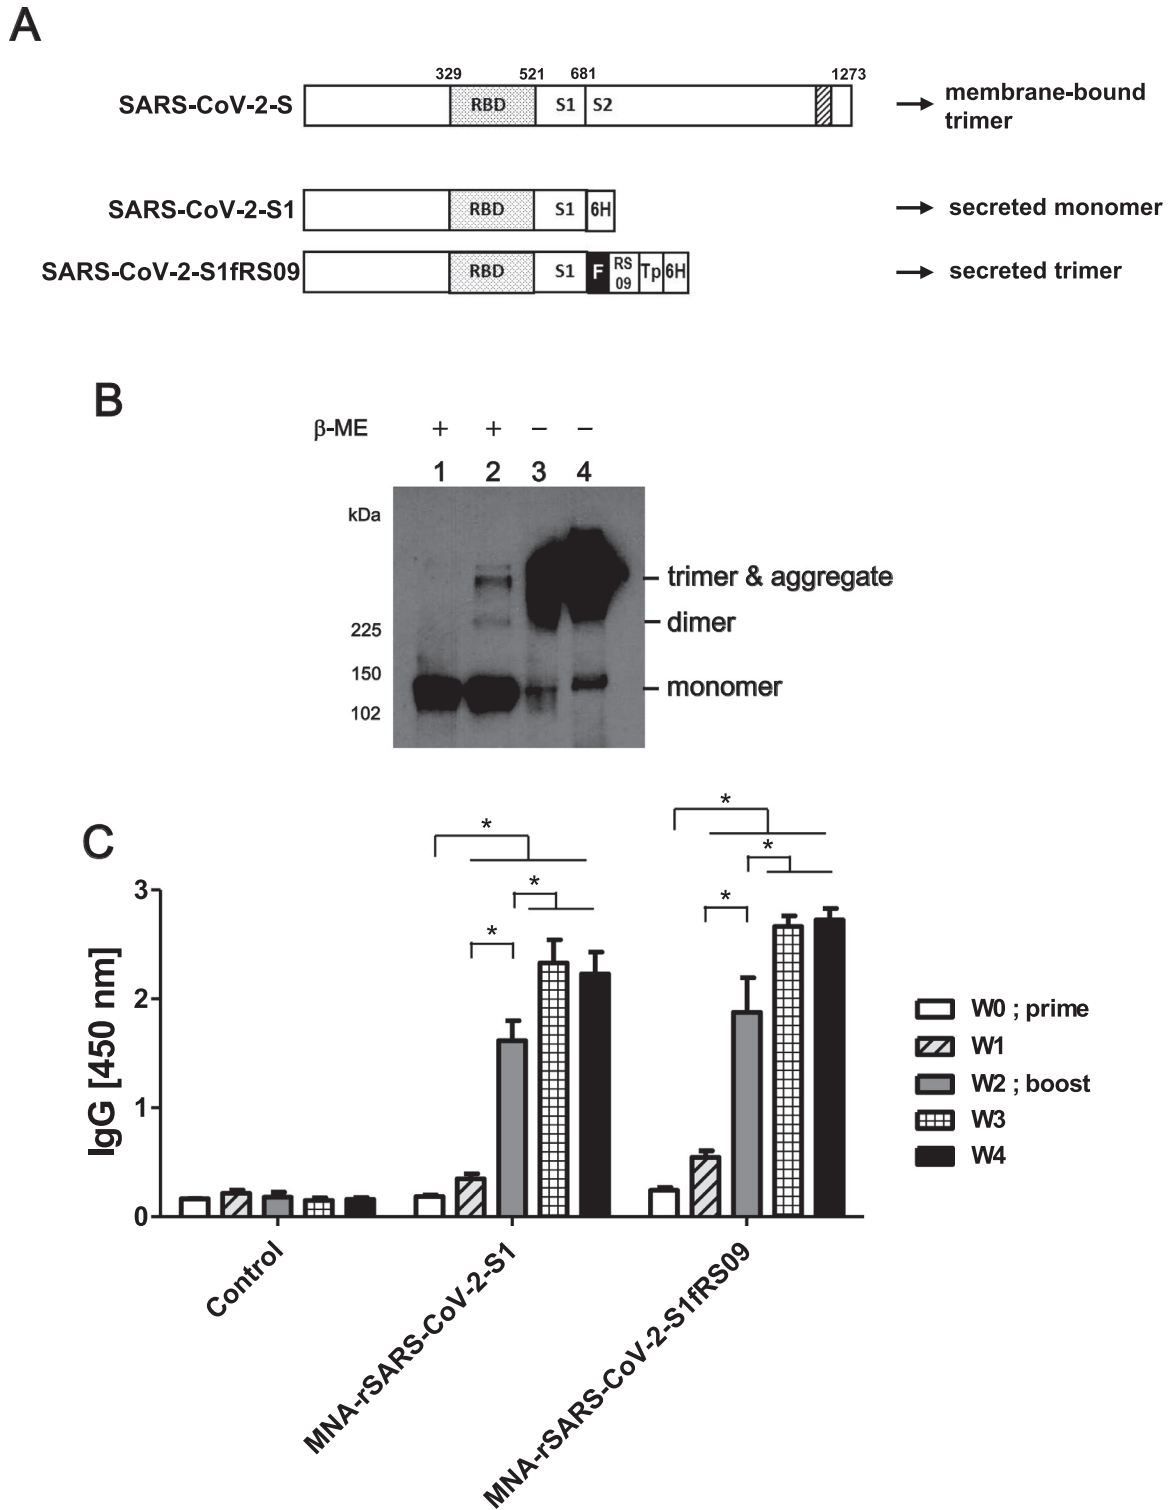 A
329 521 681 1273
SARS-CoV-2-S RBD S1 S2 membrane-bound
trimer
SARS-CoV-2-S1 RBD S1 6H secreted monomer
SARS-CoV-2-S1fRS09 RBD S1 F RS
09 Tp 6H secreted trimer
B
β-ME + + − −
1 2 3 4
kDa
trimer & aggregate
225 dimer
150
monomer
102
C
*
*
*
*
*
*
3
2
1
0
IgG [450 nm]
W0 ; prime
W1
W2 ; boost
W3
W4
Control
MNA-rSARS-CoV-2-S1
MNA-rSARS-CoV-2-S1fRS09